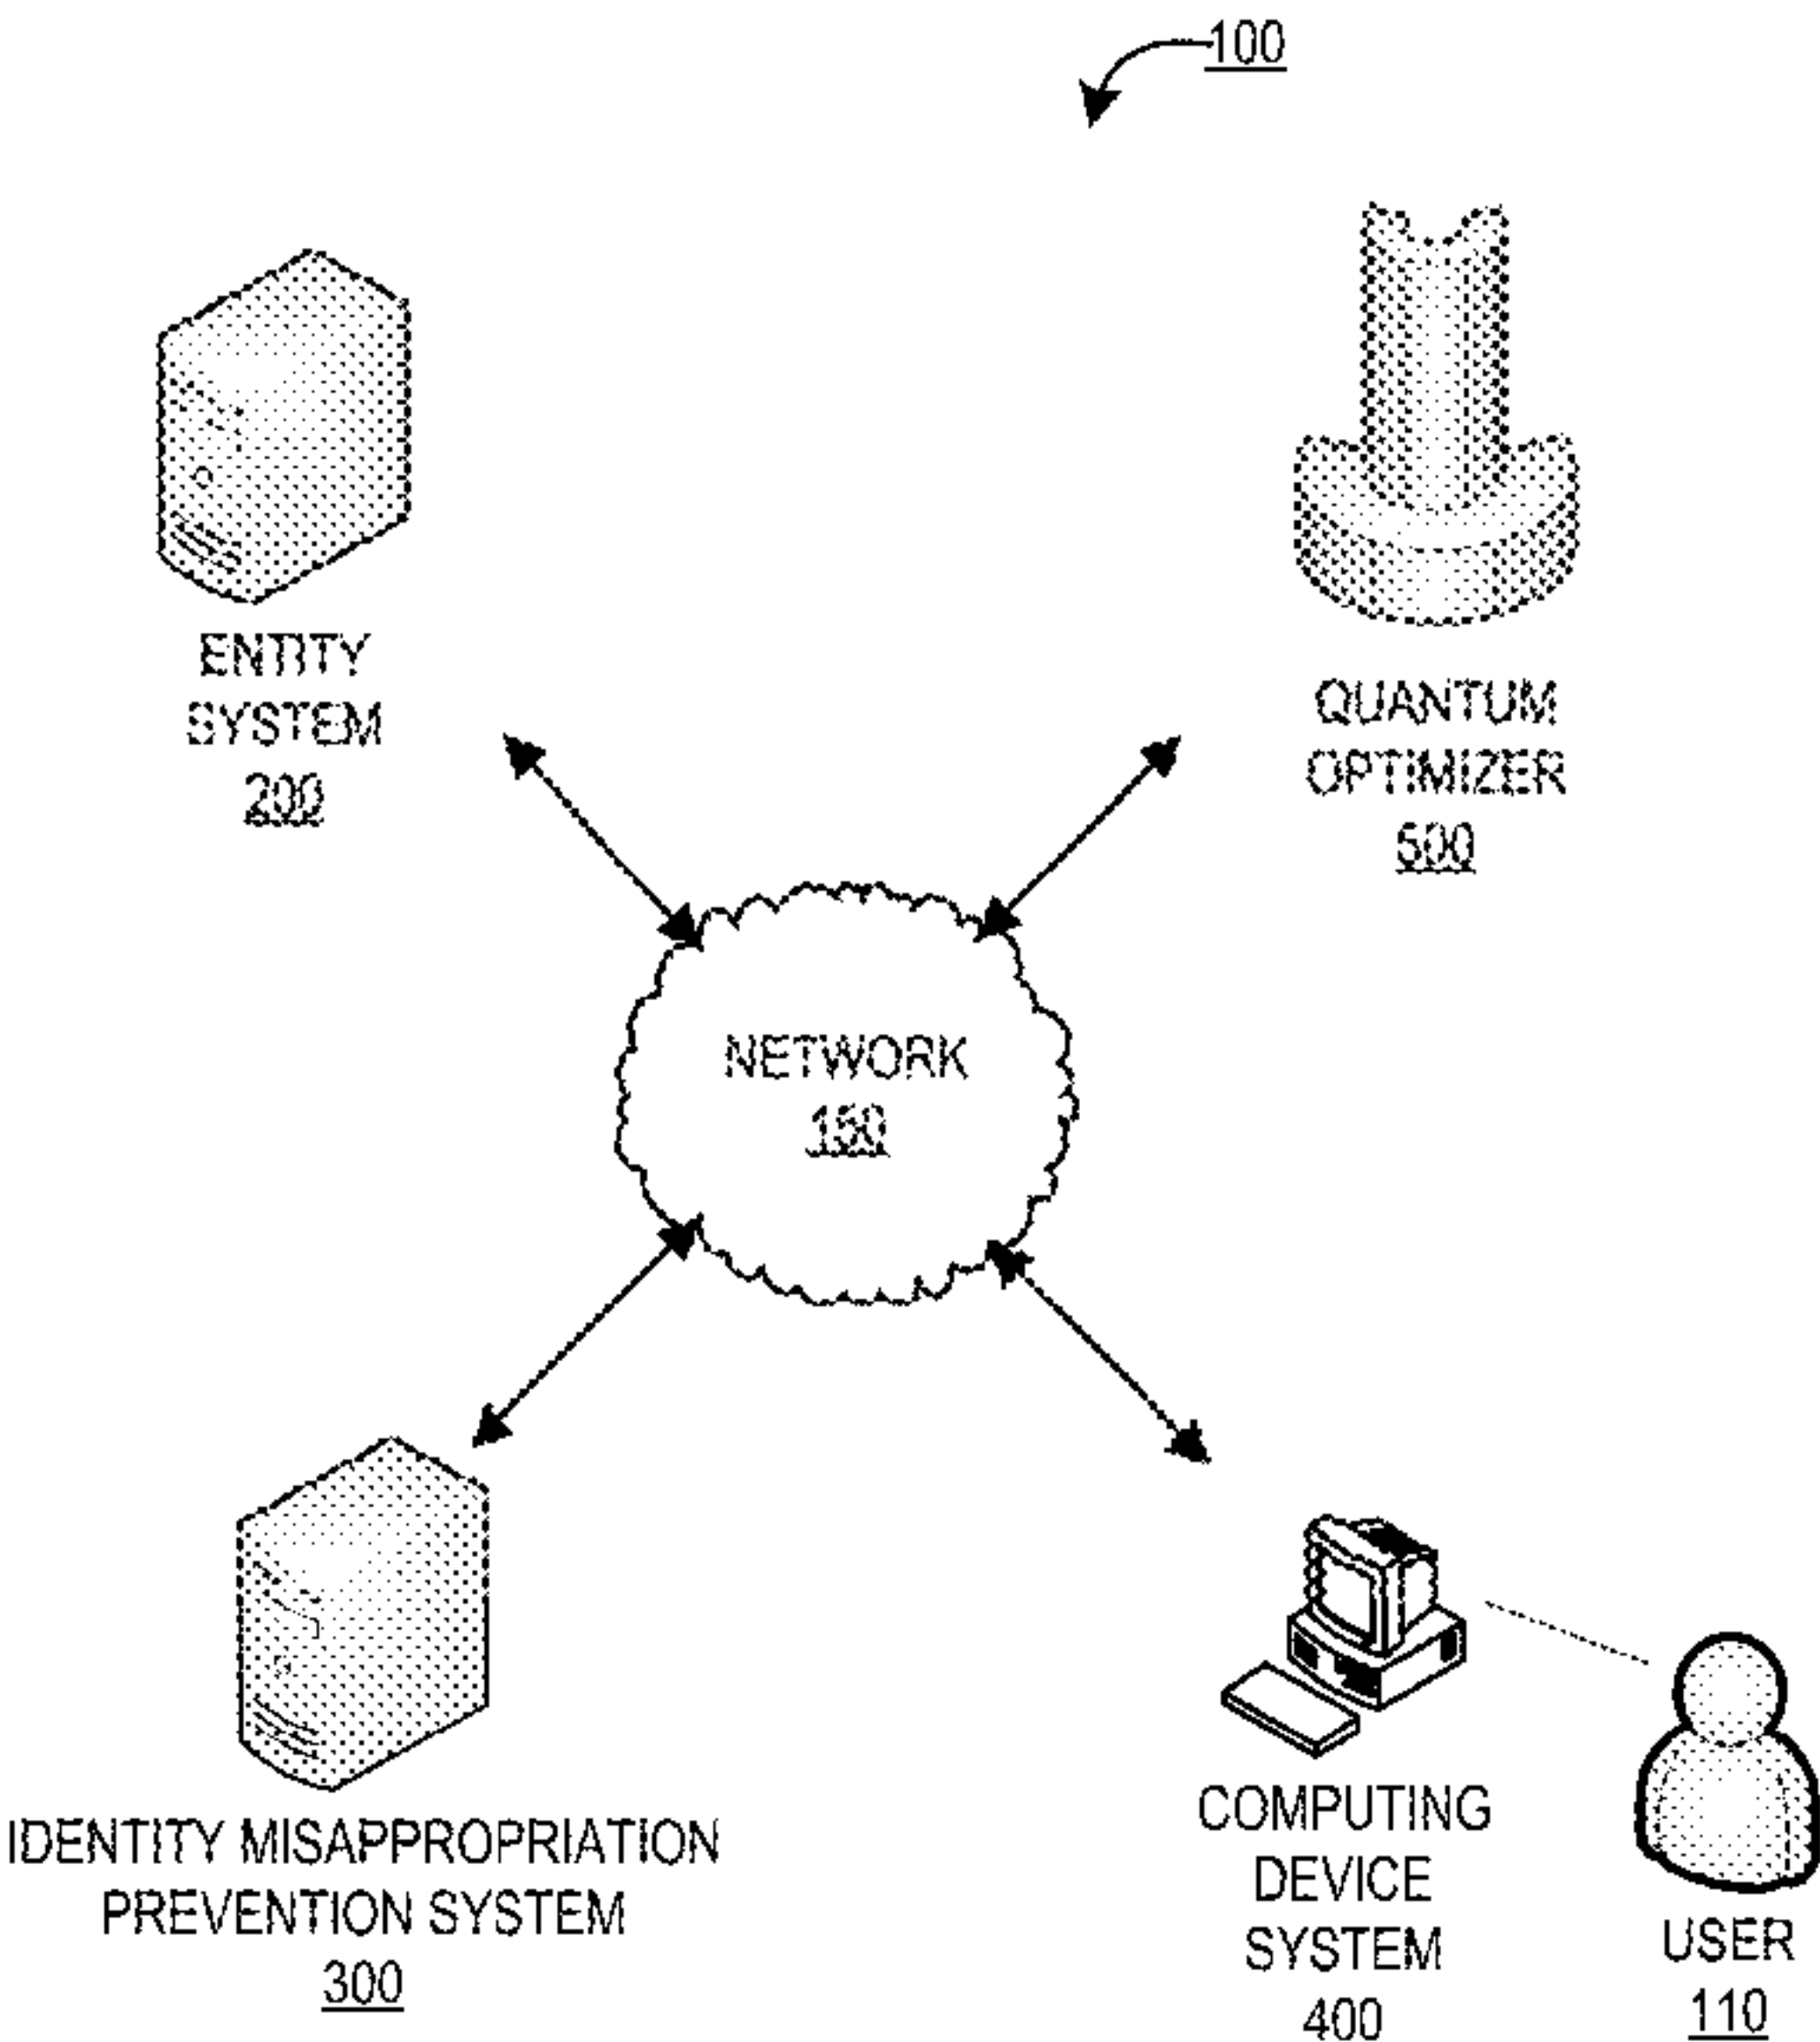 100
ENTITY
SYSTEM
200
QUANTUM
OPTIMIZER
500
NETWORK
150
IDENTITY MISAPPROPRIATION
PREVENTION SYSTEM
300
COMPUTING
DEVICE
SYSTEM
400
USER
110